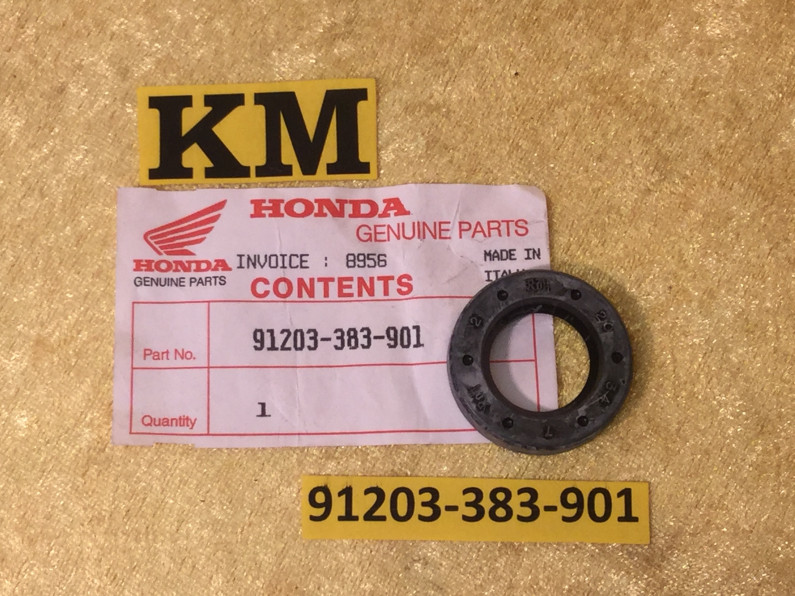 KM
HONDA
GENUINE PARTS
HONDA
GENUINE PARTS
INVOICE : 8956
MADE IN
CONTENTS
Part No.
91203-383-901
Quantity
1
91203-383-901